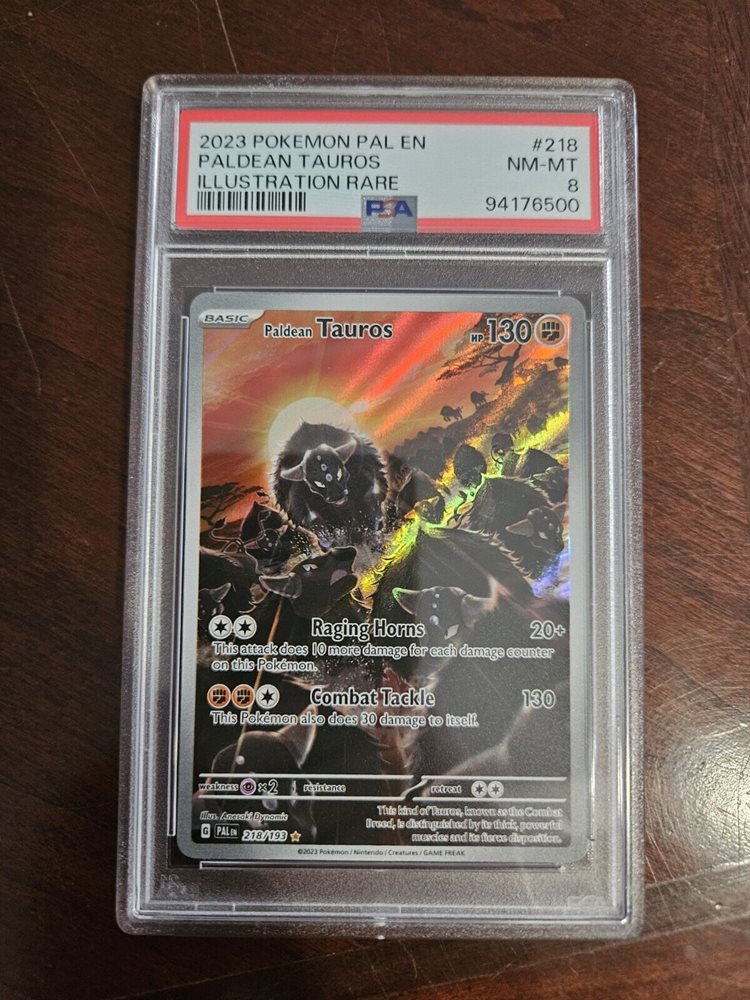 2023 POKEMON PAL EN #218
PALDEAN TAUROS NM-MT
ILLUSTRATION RARE 8
PSA 94176500
BASIC Paldean Tauros HP 130
Raging Horns 20+
This attack does 10 more damage for each damage counter
on this Pokémon.
Combat Tackle 130
This Pokémon also does 30 damage to itself.
weakness ×2 resistance retreat
Illus. Anesaki Dynamic
This kind of Tauros, known as the Combat
Breed, is distinguished by its thick, powerful
muscles and its fierce disposition.
G PAL EN 218/193
©2023 Pokémon / Nintendo / Creatures / GAME FREAK